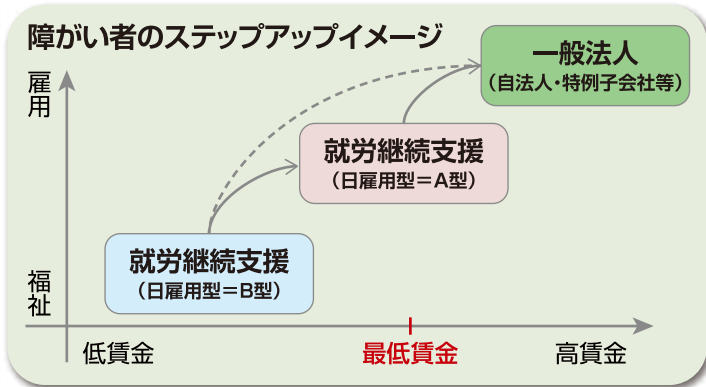 障がい者のステップアップイメージ
一般法人
（自法人・特例子会社等）
雇用
就労継続支援
（日雇用型＝A型）
就労継続支援
（日雇用型＝B型）
福祉
低賃金
最低賃金
高賃金